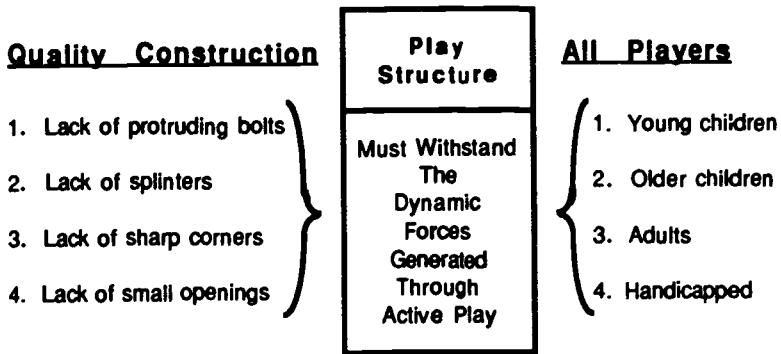 Quality Construction
1. Lack of protruding bolts
2. Lack of splinters
3. Lack of sharp corners
4. Lack of small openings
Play
Structure
Must Withstand
The
Dynamic
Forces
Generated
Through
Active Play
All Players
1. Young children
2. Older children
3. Adults
4. Handicapped